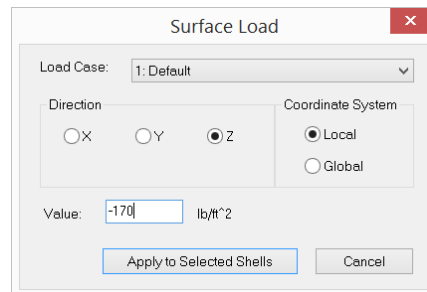 Surface Load
Load Case: 1: Default
Direction Coordinate System
X Y Z Local
Global
Value: -170 lb/ft^2
Apply to Selected Shells Cancel